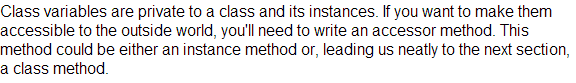 Class variables are private to a class and its instances. If you want to make them
accessible to the outside world, you'll need to write an accessor method. This
method could be either an instance method or, leading us neatly to the next section,
a class method.